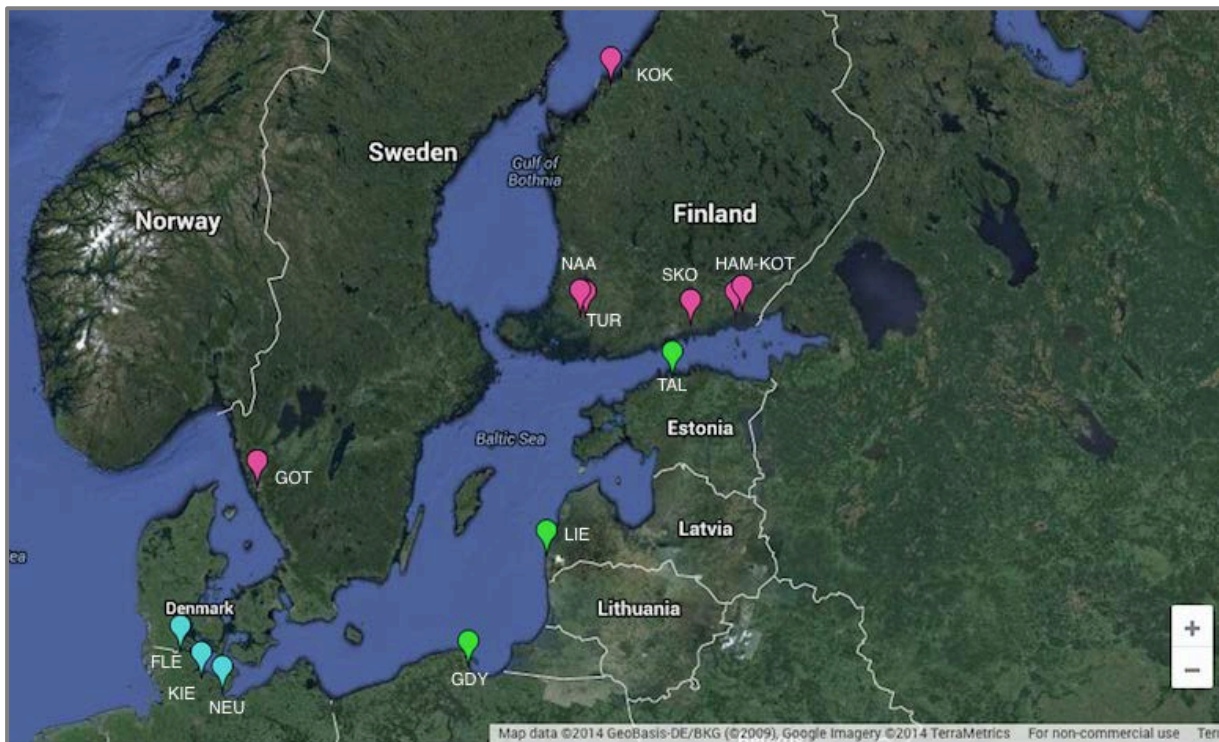 KOK
Sweden
Gulf of
Bothnia
Norway
Finland
NAA
SKO
HAM-KOT
TUR
TAL
Estonia
Baltic Sea
GOT
LIE
Latvia
ea
Denmark
Lithuania
+
FLE
KIE
NEU
GDY
−
Map data ©2014 GeoBasis-DE/BKG (©2009), Google Imagery ©2014 TerraMetrics For non-commercial use Terr